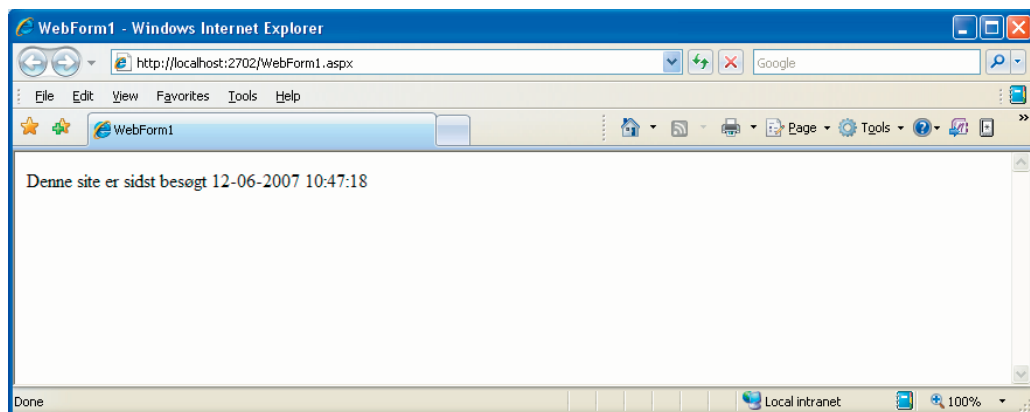 WebForm1 - Windows Internet Explorer
http://localhost:2702/WebForm1.aspx
Google
File Edit View Favorites Tools Help
WebForm1
Page Tools
Denne site er sidst besøgt 12-06-2007 10:47:18
Done
Local intranet
100%